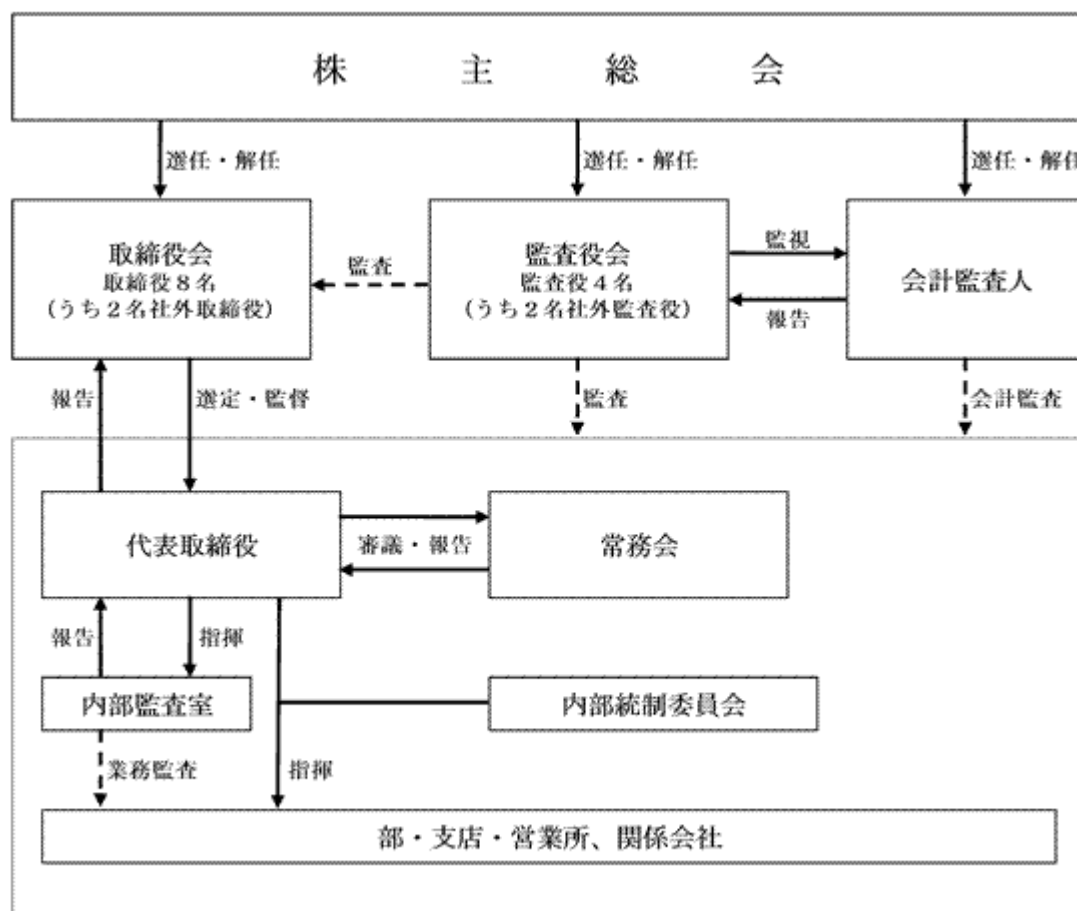 株主総会
選任・解任
選任・解任
選任・解任
取締役会
取締役８名
(うち２名社外取締役)
監査
監査役会
監査役４名
(うち２名社外監査役)
監視
報告
会計監査人
報告
選定・監督
監査
会計監査
代表取締役
審議・報告
常務会
報告
指揮
内部監査室
内部統制委員会
業務監査
指揮
部・支店・営業所、関係会社